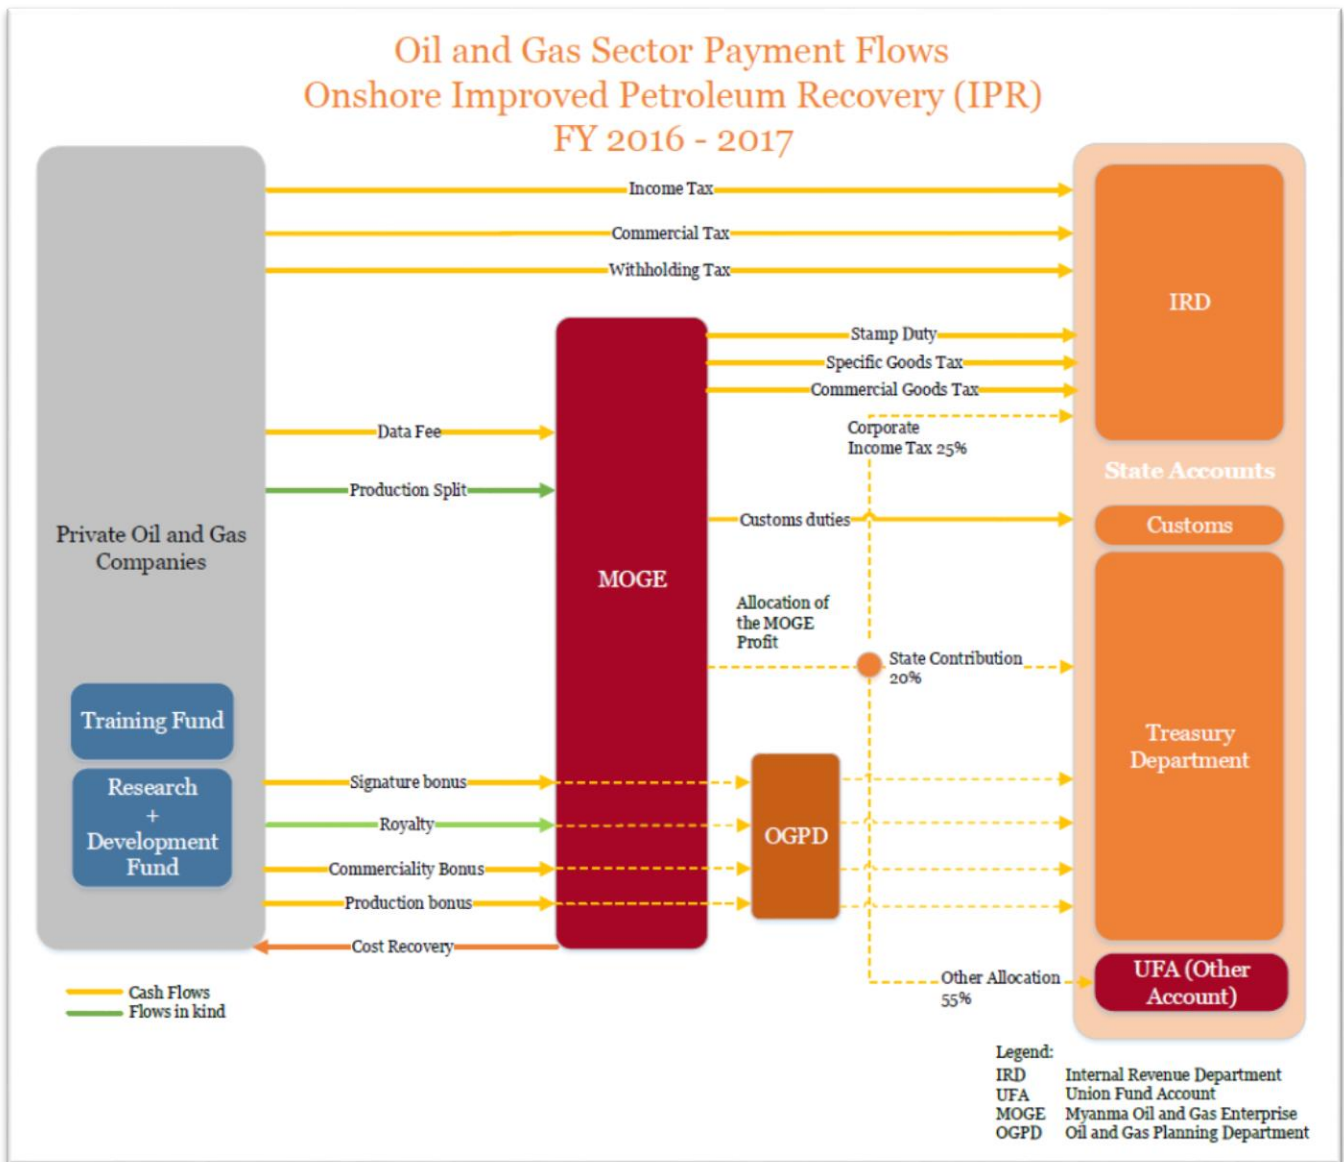 Oil and Gas Sector Payment Flows
Onshore Improved Petroleum Recovery (IPR)
FY 2016 - 2017
Income Tax
Commercial Tax
Withholding Tax
IRD
Stamp Duty
Specific Goods Tax
Commercial Goods Tax
Data Fee
Corporate
Income Tax 25%
State Accounts
Production Split
Customs duties
Customs
Private Oil and Gas
Companies
MOGE
Allocation of
the MOGE
Profit
State Contribution
20%
Training Fund
Treasury
Department
Research
+
Development
Fund
Signature bonus
Royalty
OGPD
Commerciality Bonus
Production bonus
Cost Recovery
Other Allocation
55%
UFA (Other
Account)
Cash Flows
Flows in kind
Legend:
IRD Internal Revenue Department
UFA Union Fund Account
MOGE Myanma Oil and Gas Enterprise
OGPD Oil and Gas Planning Department